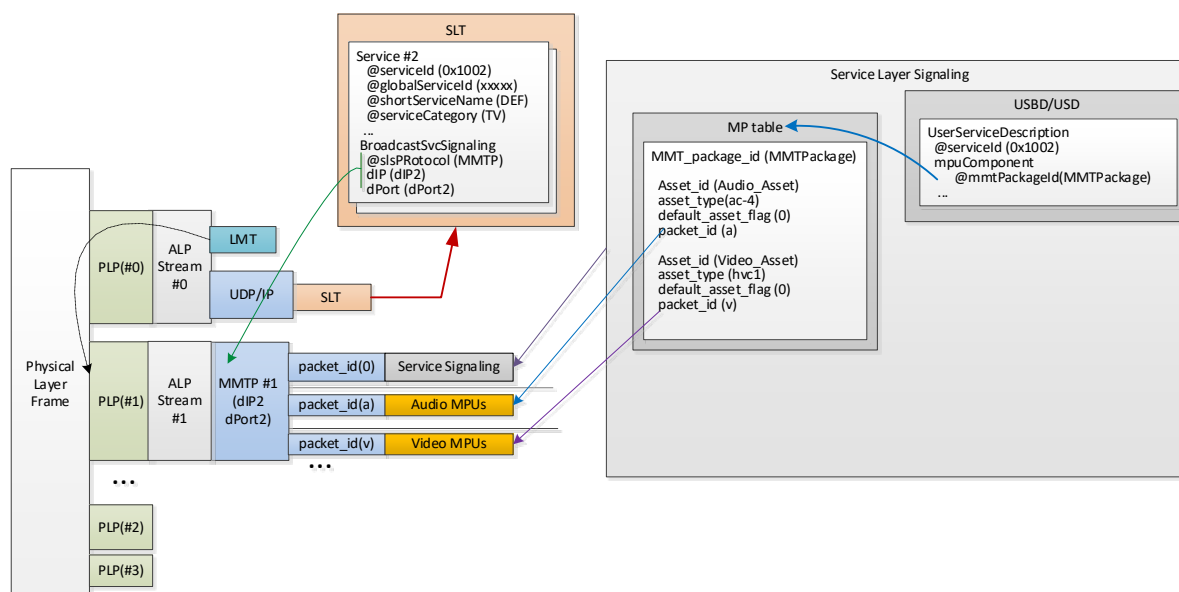 SLT
Service #2
@serviceId (0x1002)
@globalServiceId (xxxxx)
@shortServiceName (DEF)
@serviceCategory (TV)
...
BroadcastSvcSignaling
@slsPRotocol (MMTP)
dIP (dIP2)
dPort (dPort2)
Service Layer Signaling
USBD/USD
UserServiceDescription
@serviceId (0x1002)
mpuComponent
@mmtPackageId(MMTPackage)
...
MP table
MMT_package_id (MMTPackage)
Asset_id (Audio_Asset)
asset_type(ac-4)
default_asset_flag (0)
packet_id (a)
Asset_id (Video_Asset)
asset_type (hvc1)
default_asset_flag (0)
packet_id (v)
Physical
Layer
Frame
PLP(#0)
ALP
Stream
#0
LMT
UDP/IP
SLT
PLP(#1)
ALP
Stream
#1
MMTP #1
(dIP2
dPort2)
packet_id(0)
Service Signaling
packet_id(a)
Audio MPUs
packet_id(v)
Video MPUs
...
...
PLP(#2)
PLP(#3)